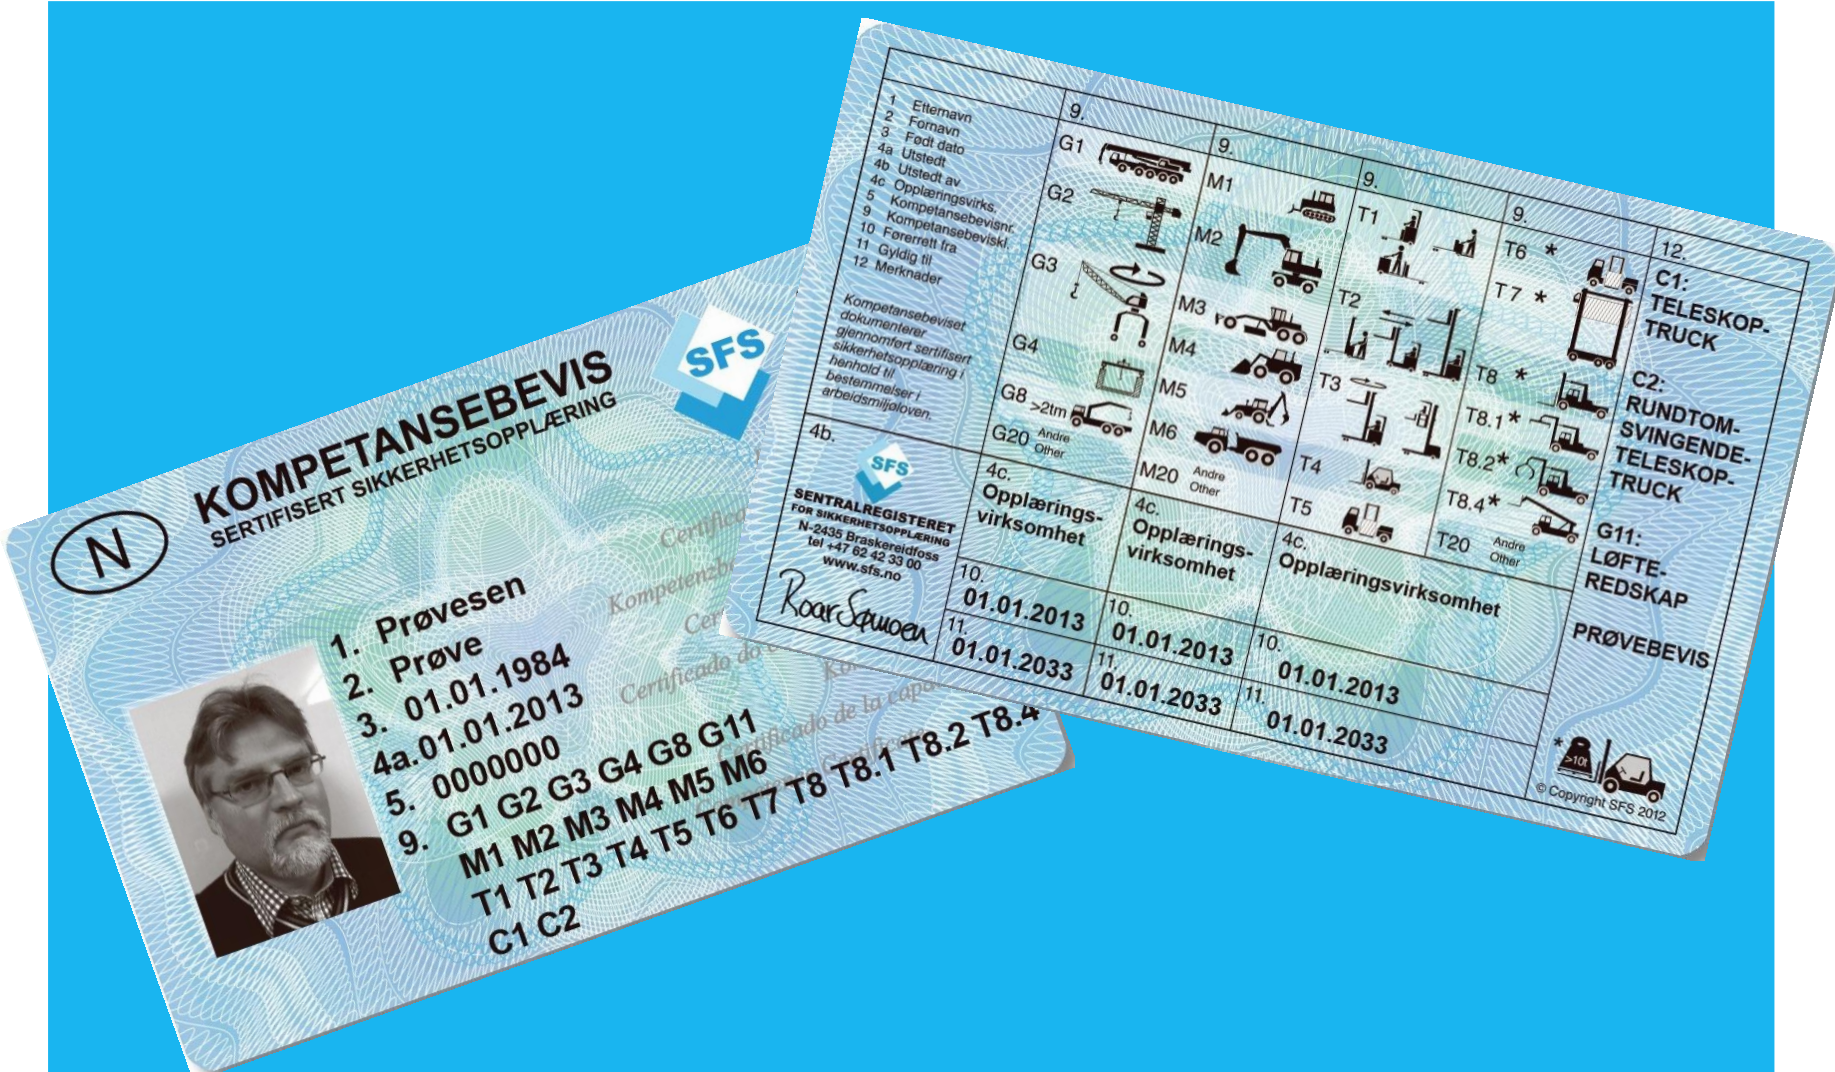 N
KOMPETANSEBEVIS
SERTIFISERT SIKKERHETSOPPLÆRING
SFS
1. Prøvesen
2. Prøve
3. 01.01.1984
4a.01.01.2013
5. 0000000
9. G1 G2 G3 G4 G8 G11
M1 M2 M3 M4 M5 M6
T1 T2 T3 T4 T5 T6 T7 T8 T8.1 T8.2 T8.4
C1 C2
Certificado do
Certificado de la
1 Etternavn
2 Fornavn
3 Født dato
4a Utstedt
4b Utstedt av
4c Opplæringsvirks.
5 Kompetansebevisnr.
9 Kompetansebeviskl.
10 Førerrett fra
11 Gyldig til
12 Merknader
Kompetansebeviset
dokumenterer
gjennomført sertifisert
sikkerhetsopplæring i
henhold til
bestemmelser i
arbeidsmiljøloven.
4b.
SFS
SENTRALREGISTERET
FOR SIKKERHETSOPPLÆRING
N-2435 Braskereidfoss
tel +47 62 42 33 00
www.sfs.no
9.
G1
G2
G3
G4
G8 >2tm
G20 Andre
Other
4c.
Opplærings-
virksomhet
10.
01.01.2013
11.
01.01.2033
9.
M1
M2
M3
M4
M5
M6
M20 Andre
Other
4c.
Opplærings-
virksomhet
10.
01.01.2013
11.
01.01.2033
9.
T1
T2
T3
T4
T5
4c.
Opplæringsvirksomhet
10.
01.01.2013
11.
01.01.2033
9.
T6 *
T7 *
T8 *
T8.1*
T8.2*
T8.4*
T20 Andre
Other
12.
C1:
TELESKOP-
TRUCK
C2:
RUNDTOM-
SVINGENDE-
TELESKOP-
TRUCK
G11:
LØFTE-
REDSKAP
PRØVEBEVIS
* >10t
© Copyright SFS 2012